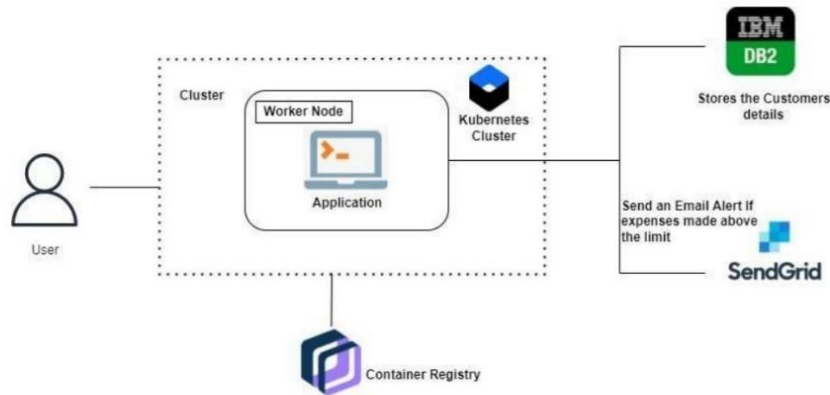 IBM
DB2
Stores the Customers
details
Cluster
Worker Node
Kubernetes
Cluster
Application
User
Send an Email Alert If
expenses made above
the limit
SendGrid
Container Registry